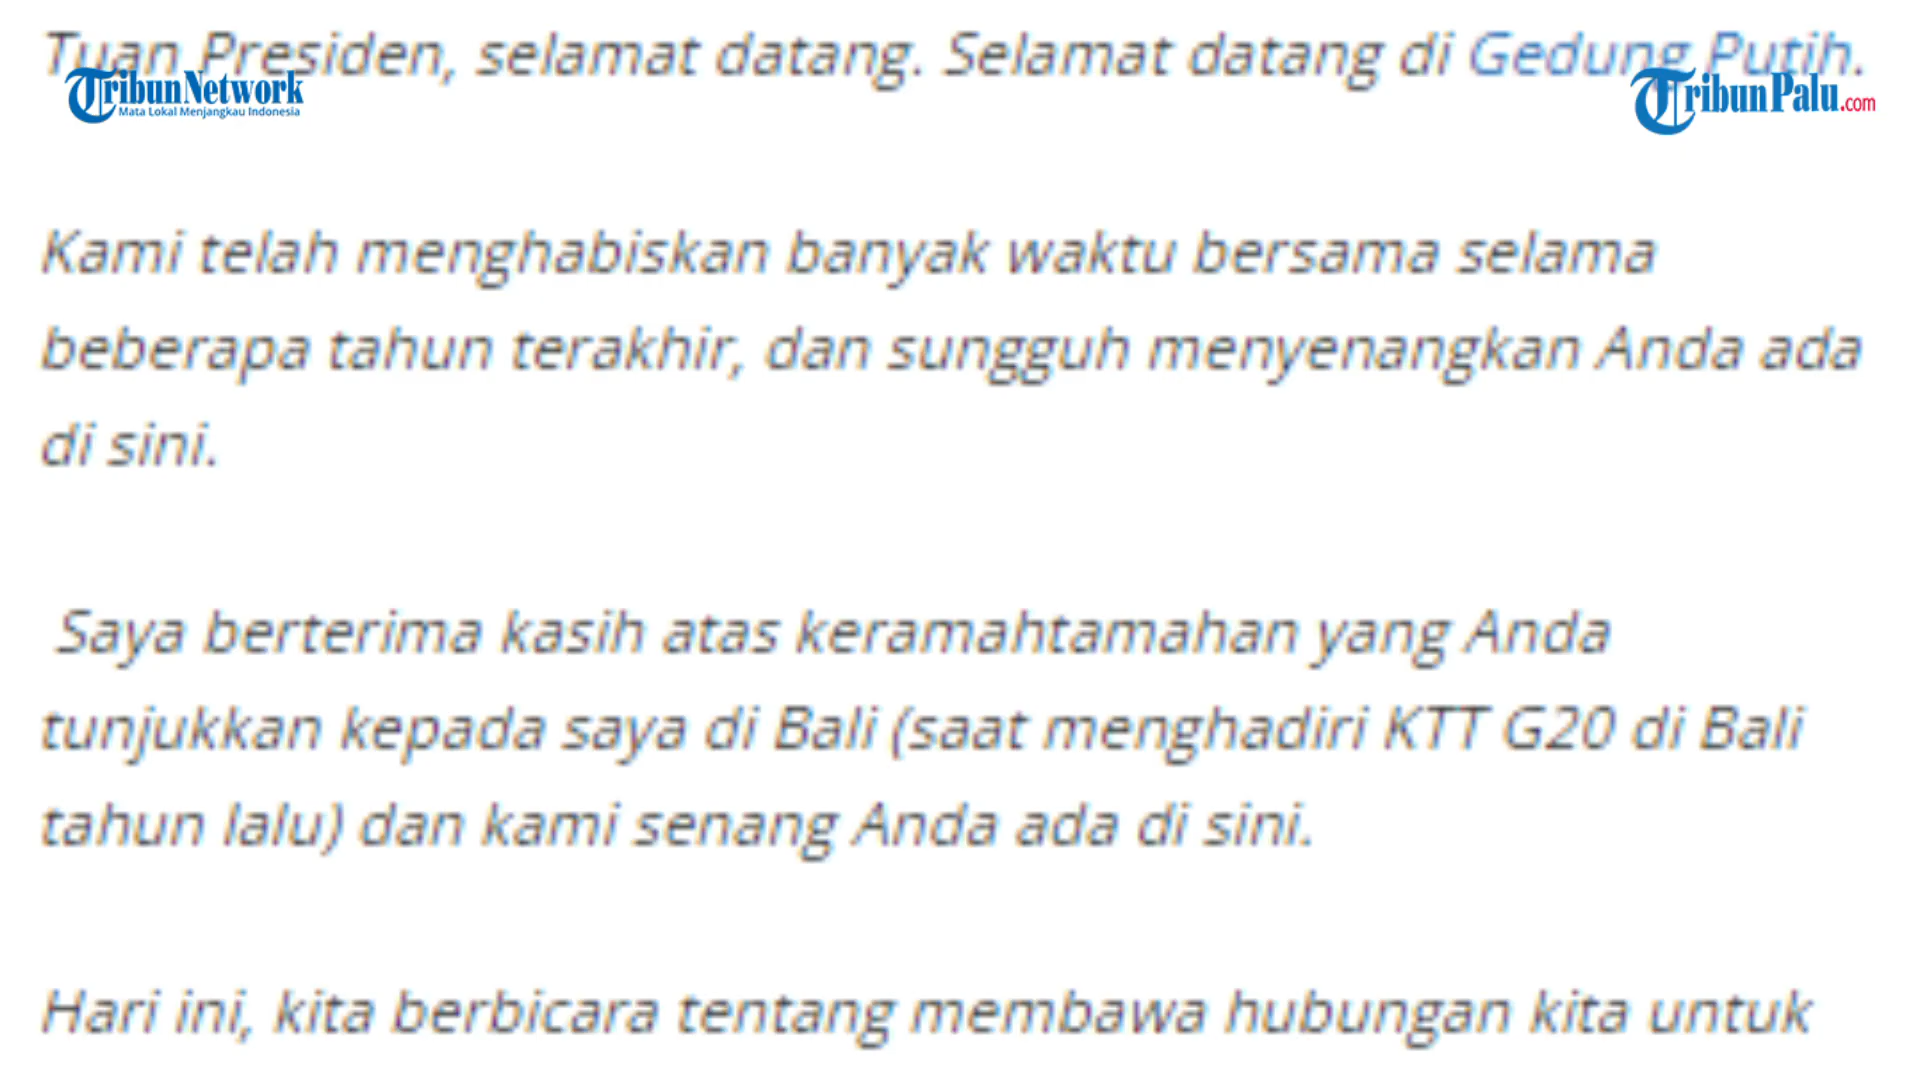 Tuan Presiden, selamat datang. Selamat datang di Gedung Putih.
TribunNetwork
Mata Lokal Menjangkau Indonesia
TribunPalu.com
Kami telah menghabiskan banyak waktu bersama selama
beberapa tahun terakhir, dan sungguh menyenangkan Anda ada
di sini.
Saya berterima kasih atas keramahtamahan yang Anda
tunjukkan kepada saya di Bali (saat menghadiri KTT G20 di Bali
tahun lalu) dan kami senang Anda ada di sini.
Hari ini, kita berbicara tentang membawa hubungan kita untuk